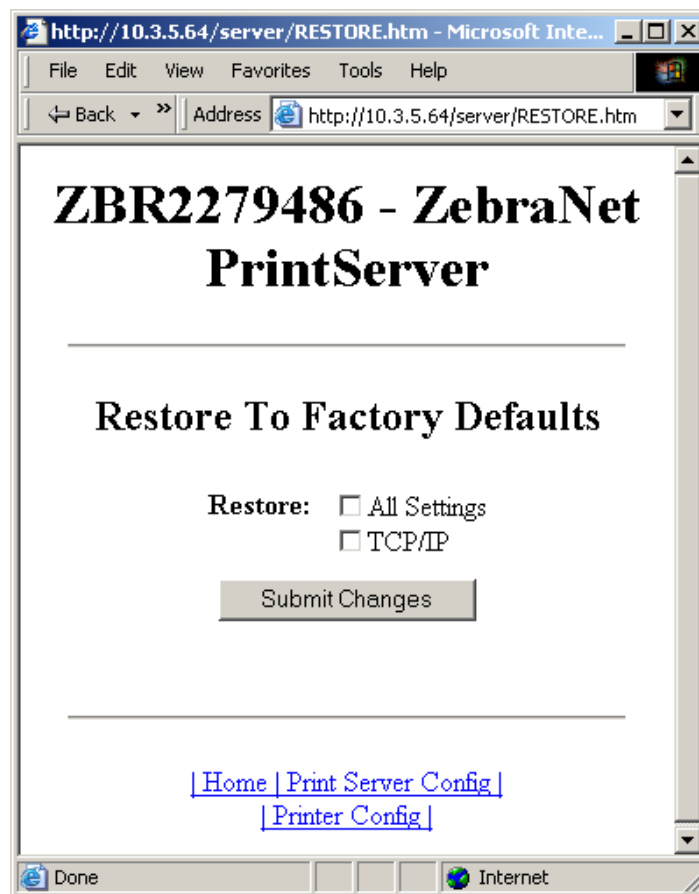 http://10.3.5.64/server/RESTORE.htm - Microsoft Inte...
File Edit View Favorites Tools Help
Back » Address http://10.3.5.64/server/RESTORE.htm
ZBR2279486 - ZebraNet
PrintServer
Restore To Factory Defaults
Restore: All Settings
TCP/IP
Submit Changes
| Home | Print Server Config |
| Printer Config |
Done Internet